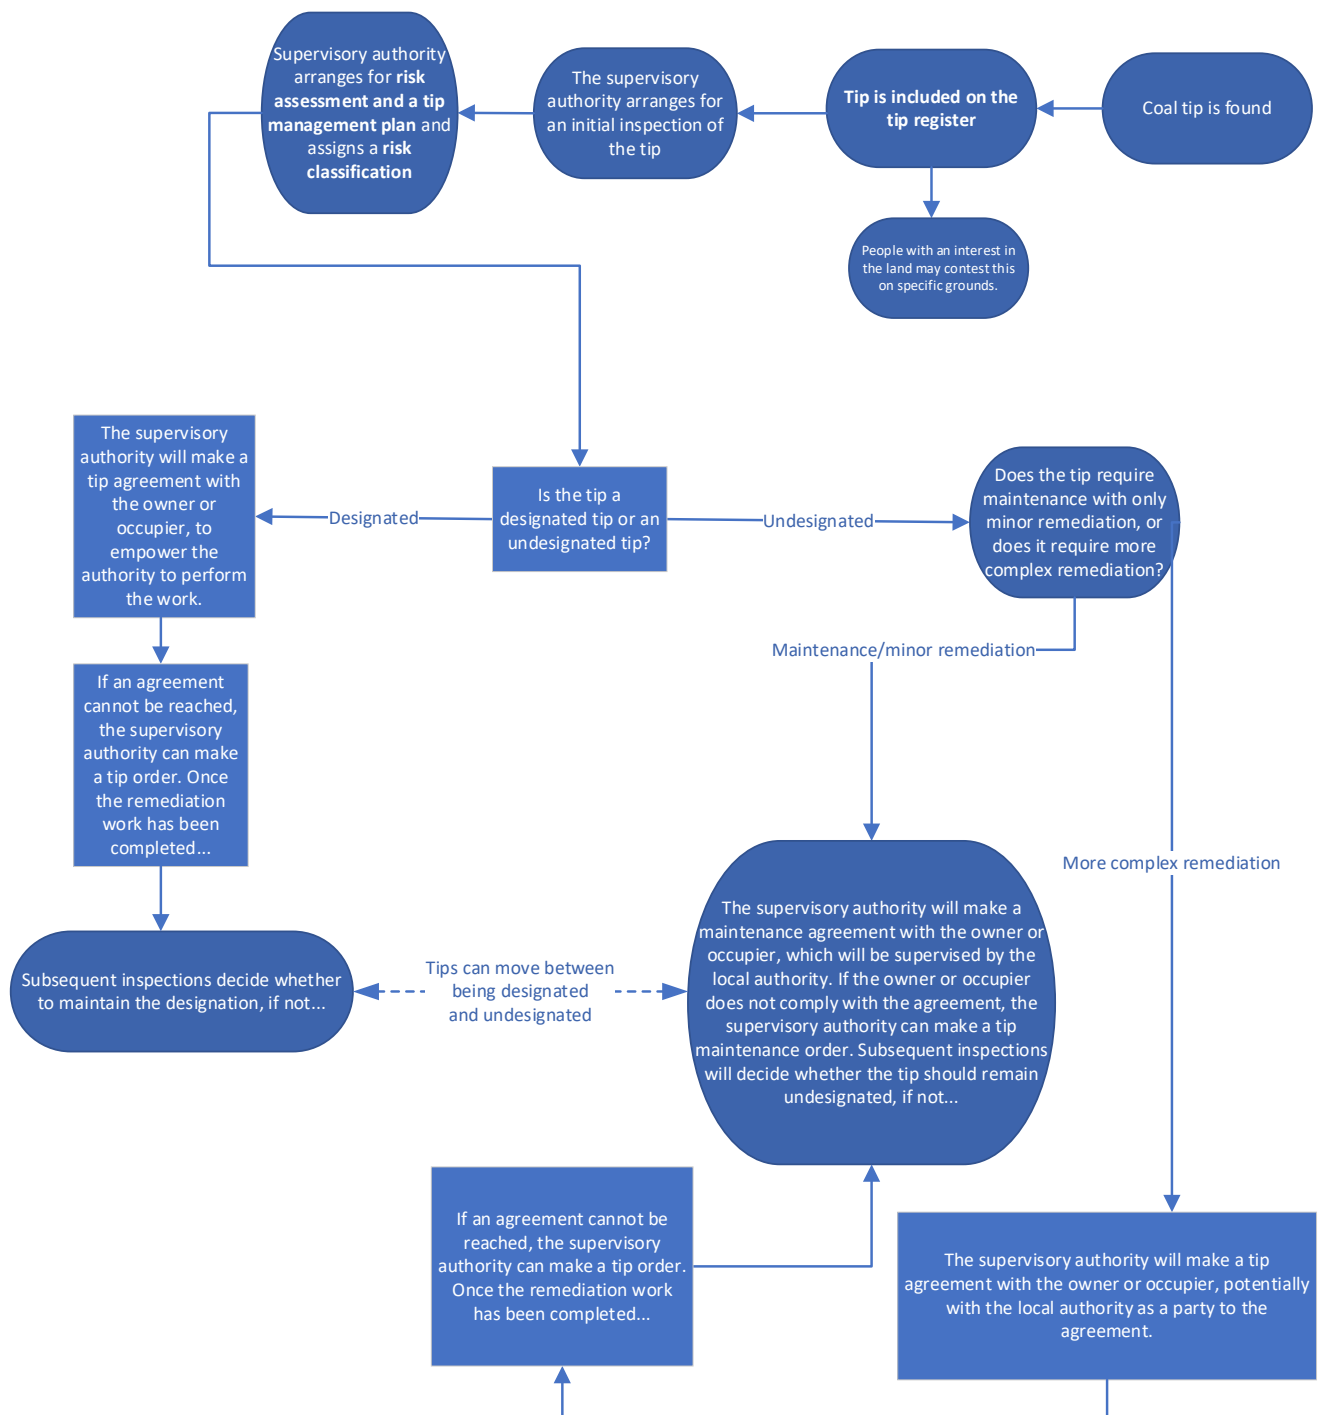 Coal tip is found
Tip is included on the
tip register
People with an interest in
the land may contest this
on specific grounds.
The supervisory
authority arranges for
an initial inspection of
the tip
Supervisory authority
arranges for risk
assessment and a tip
management plan and
assigns a risk
classification
Is the tip a
designated tip or an
undesignated tip?
Designated
The supervisory
authority will make a
tip agreement with
the owner or
occupier, to
empower the
authority to perform
the work.
If an agreement
cannot be reached,
the supervisory
authority can make
a tip order. Once
the remediation
work has been
completed...
Subsequent inspections decide whether
to maintain the designation, if not...
Tips can move between
being designated
and undesignated
Undesignated
Does the tip require
maintenance with only
minor remediation, or
does it require more
complex remediation?
Maintenance/minor remediation
The supervisory authority will make a
maintenance agreement with the owner or
occupier, which will be supervised by the
local authority. If the owner or occupier
does not comply with the agreement, the
supervisory authority can make a tip
maintenance order. Subsequent inspections
will decide whether the tip should remain
undesignated, if not...
More complex remediation
The supervisory authority will make a tip
agreement with the owner or occupier, potentially
with the local authority as a party to the
agreement.
If an agreement cannot be
reached, the supervisory
authority can make a tip order.
Once the remediation work
has been completed...